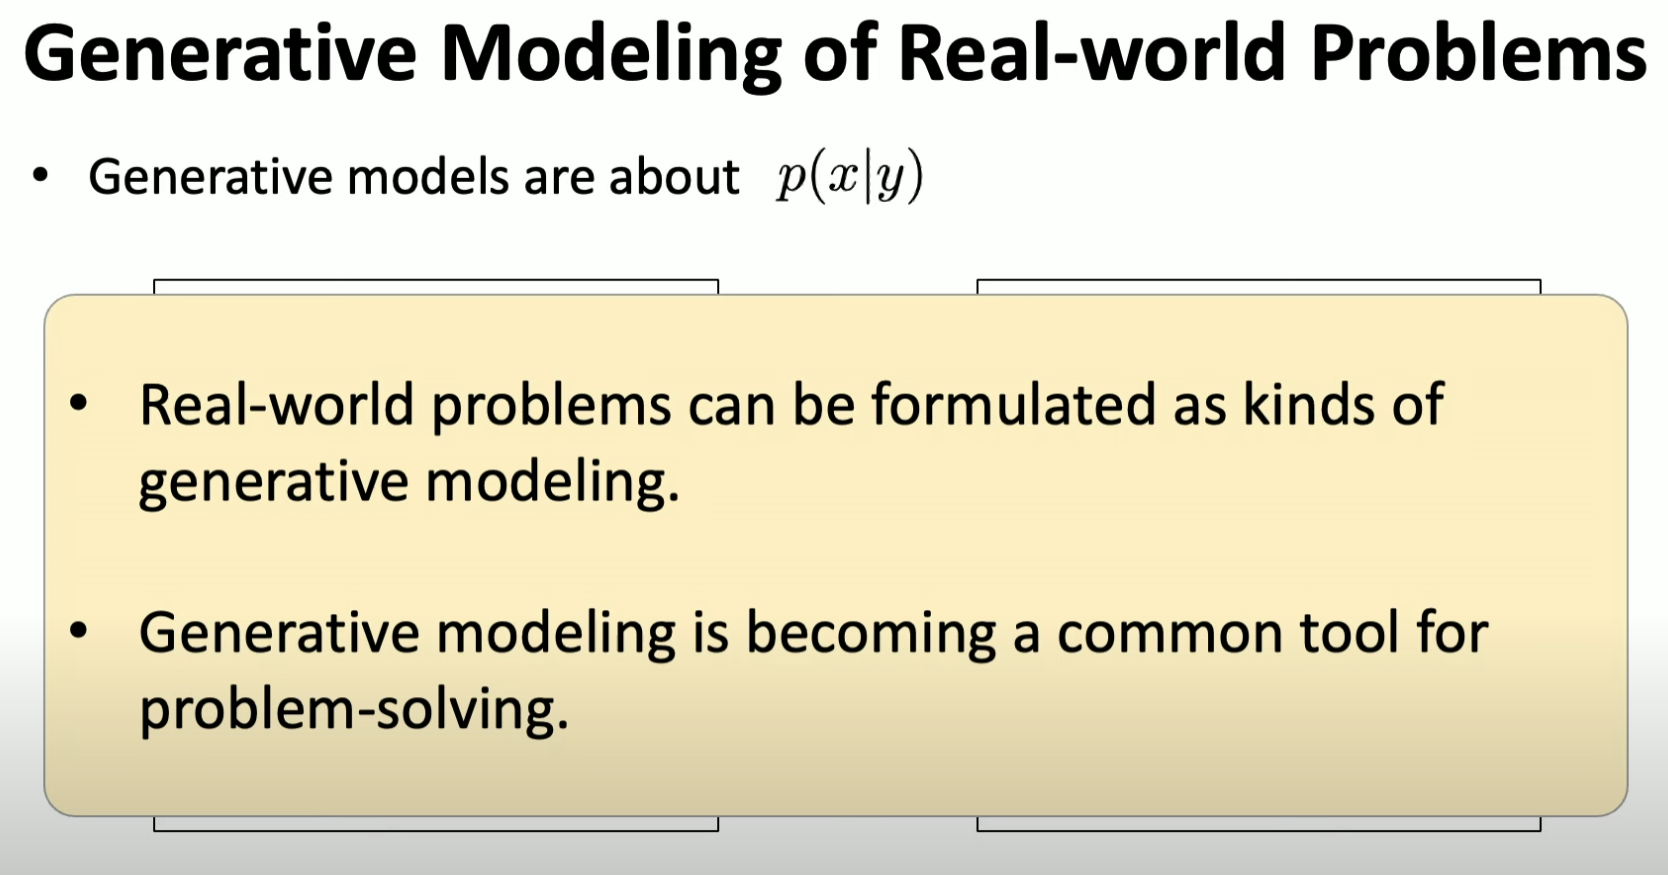 Generative Modeling of Real-world Problems
• Generative models are about p(x|y)
• Real-world problems can be formulated as kinds of
generative modeling.
• Generative modeling is becoming a common tool for
problem-solving.